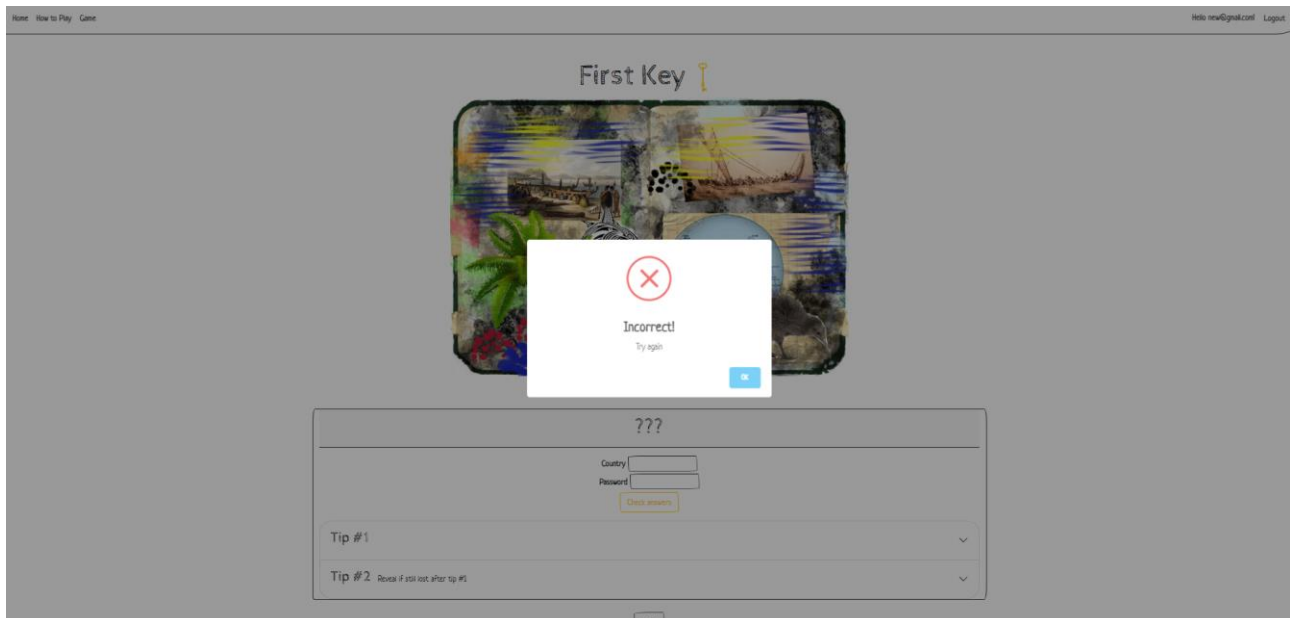 Home How to Play Game
Hello new@gmail.com! Logout
First Key
Incorrect!
Try again
OK
???
Country
Password
Check answers
Tip #1
Tip #2 Reveal if still lost after tip #1